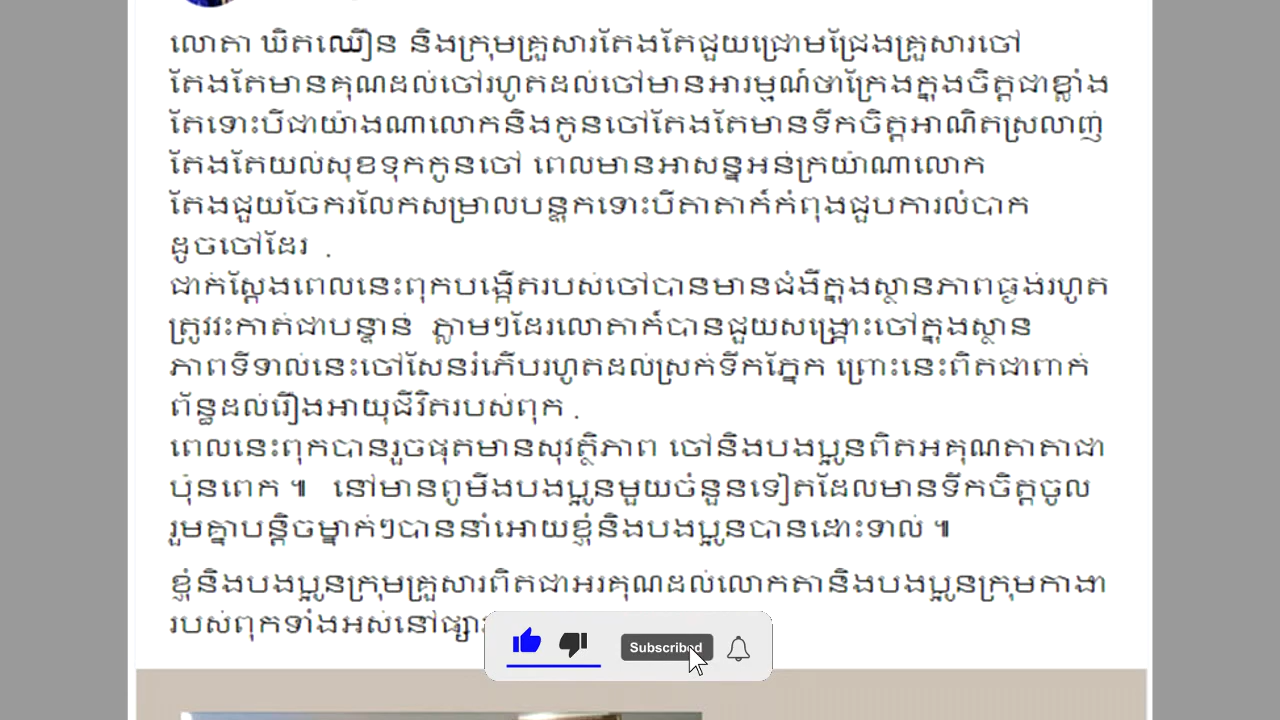 លោតា ឃិតឈឿន និងក្រុមគ្រួសារតែងតែជួយជ្រោមជ្រែងគ្រួសារចៅ
តែងតែមានគុណដល់ចៅរហូតដល់ចៅមានអារម្មណ៍ថាក្រែងក្នុងចិត្តជាខ្លាំង
តែទោះបីជាយ៉ាងណាលោកនិងកូនចៅតែងតែមានទឹកចិត្តអាណិតស្រលាញ់
តែងតែយល់សុខទុកកូនចៅ ពេលមានអាសន្នអន់ក្រយ៉ាណាលោក
តែងជួយចែករលែកសម្រាលបន្ទុកទោះបីតាតាក៍កំពុងជួបការលំបាក
ដូចចៅដែរ .
ជាក់ស្តែងពេលនេះពុកបង្កើតរបស់ចៅបានមានជំងឺក្នុងស្ថានភាពធ្ងង់រហូត
ត្រូវវះកាត់ជាបន្ទាន់ ភ្លាមៗដែរលោតាក៏បានជួយសង្គ្រោះចៅក្នុងស្ថាន
ភាពទីទាល់នេះចៅសែនរំភើបរហូតដល់ស្រក់ទឹកភ្នែក ព្រោះនេះពិតជាពាក់
ព័ន្ធដល់រឿងអាយុជីវិតរបស់ពុក .
ពេលនេះពុកបានរួចផុតមានសុវត្ថិភាព ចៅនិងបងប្អូនពិតអគុណតាតាជា
ប៉ុនពេក ៕ នៅមានពូមីងបងប្អូនមួយចំនួនទៀតដែលមានទឹកចិត្តចូល
រួមគ្នាបន្តិចម្នាក់ៗបាននាំអោយខ្ញុំនិងបងប្អូនបានដោះទាល់ ៕
ខ្ញុំនិងបងប្អូនក្រុមគ្រួសារពិតជាអរគុណដល់លោកតានិងបងប្អូនក្រុមកាងា
របស់ពុកទាំងអស់នៅផ្សា
Subscribed